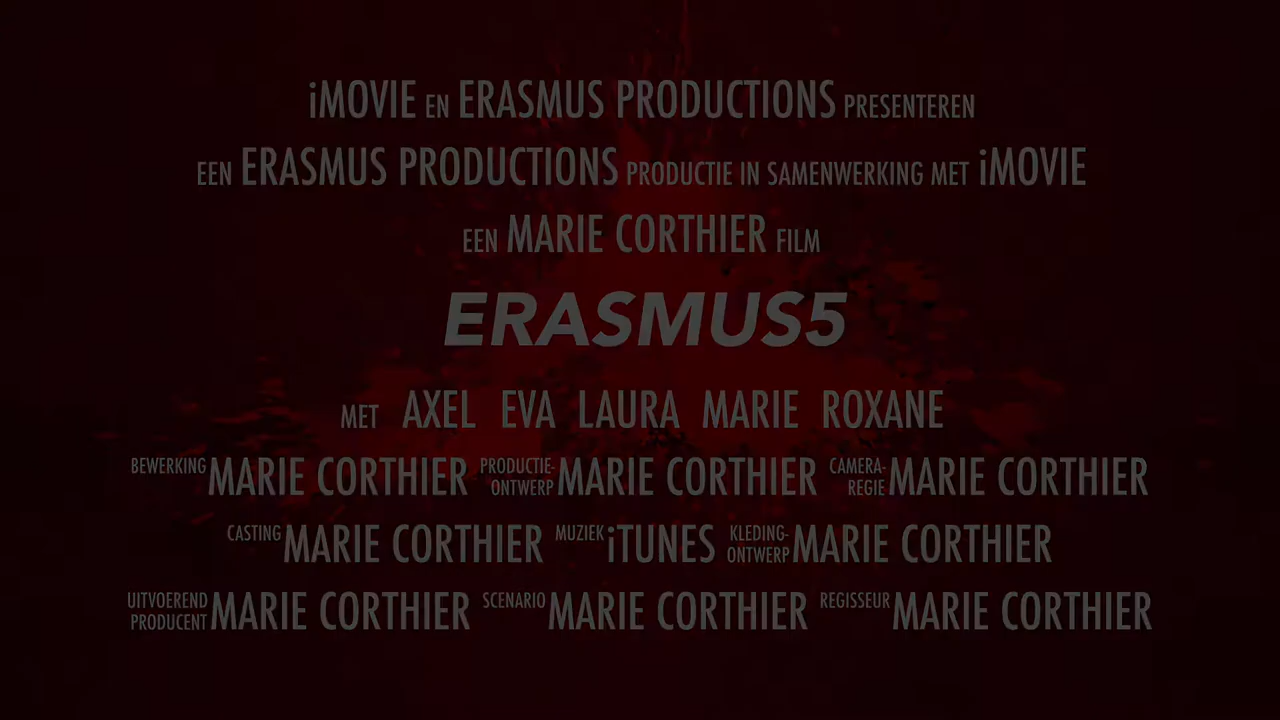 iMOVIE EN ERASMUS PRODUCTIONS PRESENTEREN
EEN ERASMUS PRODUCTIONS PRODUCTIE IN SAMENWERKING MET iMOVIE
EEN MARIE CORTHIER FILM
ERASMUS5
MET AXEL EVA LAURA MARIE ROXANE
BEWERKING MARIE CORTHIER PRODUCTIE-ONTWERP MARIE CORTHIER CAMERA-REGIE MARIE CORTHIER
CASTING MARIE CORTHIER MUZIEK iTUNES KLEDING-ONTWERP MARIE CORTHIER
UITVOEREND PRODUCENT MARIE CORTHIER SCENARIO MARIE CORTHIER REGISSEUR MARIE CORTHIER